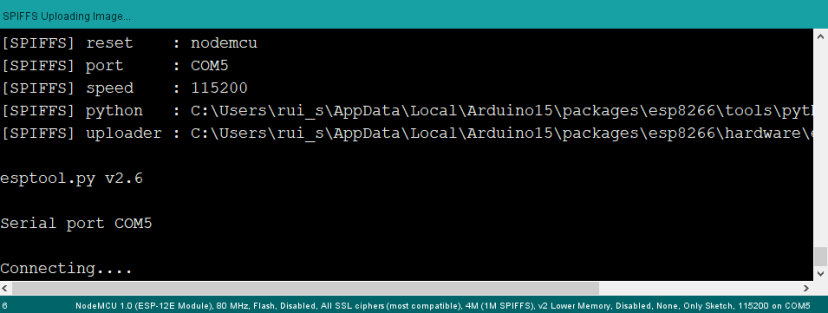 SPIFFS Uploading Image...
[SPIFFS] reset    : nodemcu
[SPIFFS] port     : COM5
[SPIFFS] speed    : 115200
[SPIFFS] python   : C:\Users\rui_s\AppData\Local\Arduino15\packages\esp8266\tools\pyth
[SPIFFS] uploader : C:\Users\rui_s\AppData\Local\Arduino15\packages\esp8266\hardware\
esptool.py v2.6
Serial port COM5
Connecting....
6 NodeMCU 1.0 (ESP-12E Module), 80 MHz, Flash, Disabled, All SSL ciphers (most compatible), 4M (1M SPIFFS), v2 Lower Memory, Disabled, None, Only Sketch, 115200 on COM5